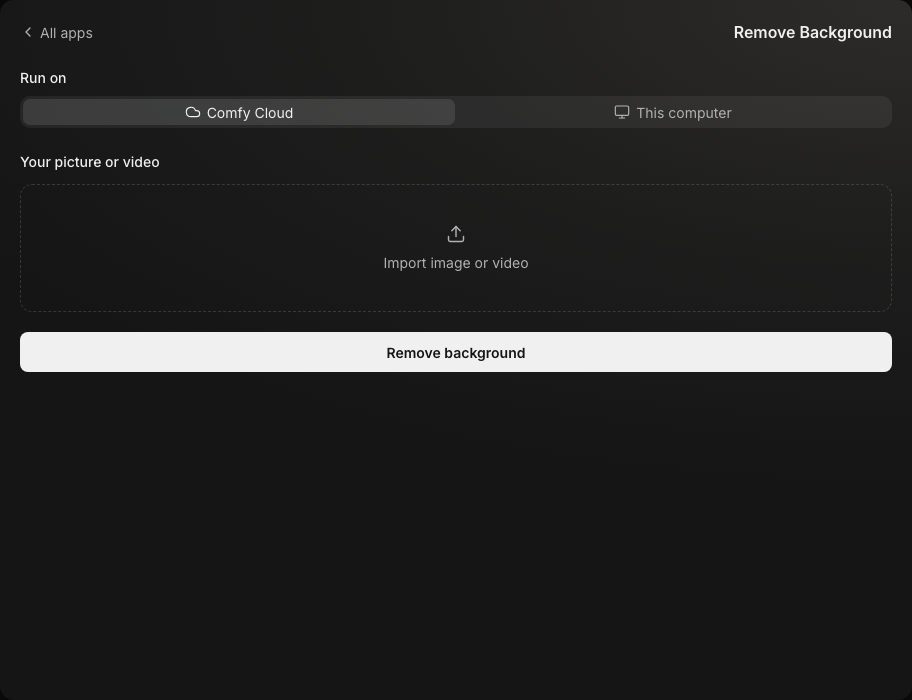 All apps
Remove Background
Run on
Comfy Cloud
This computer
Your picture or video
Import image or video
Remove background